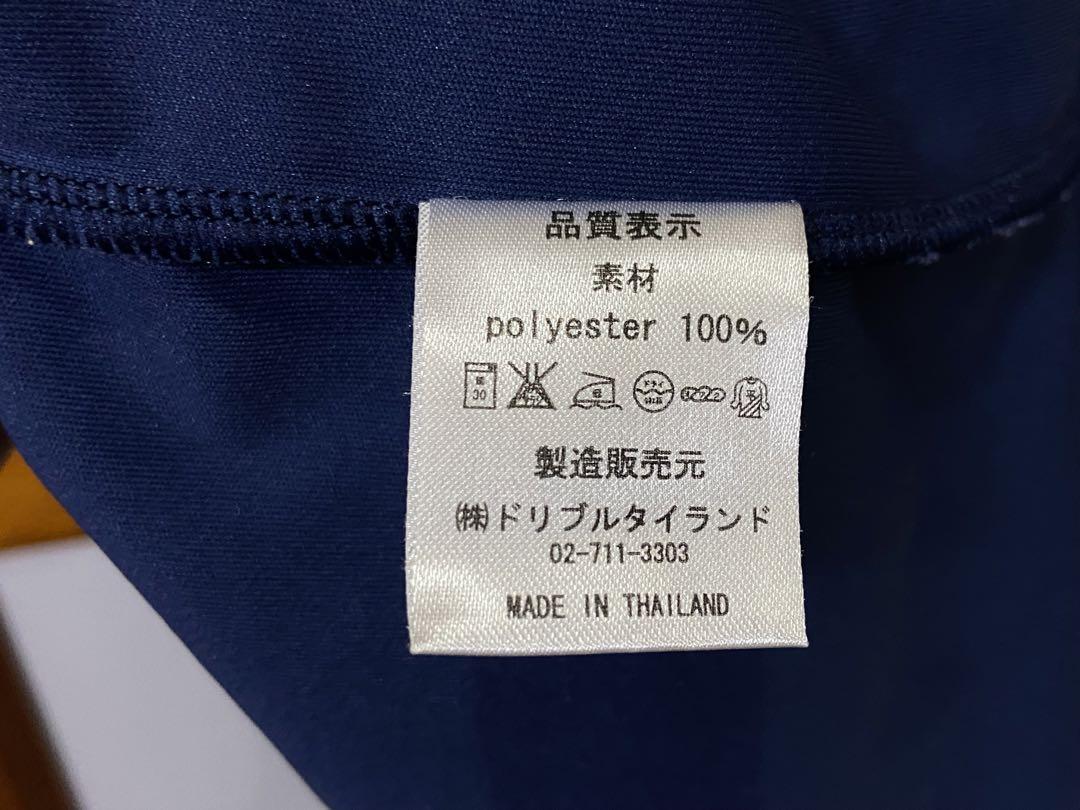 品質表示
素材
polyester 100%
30
製造販売元
㈱ドリブルタイランド
02-711-3303
MADE IN THAILAND